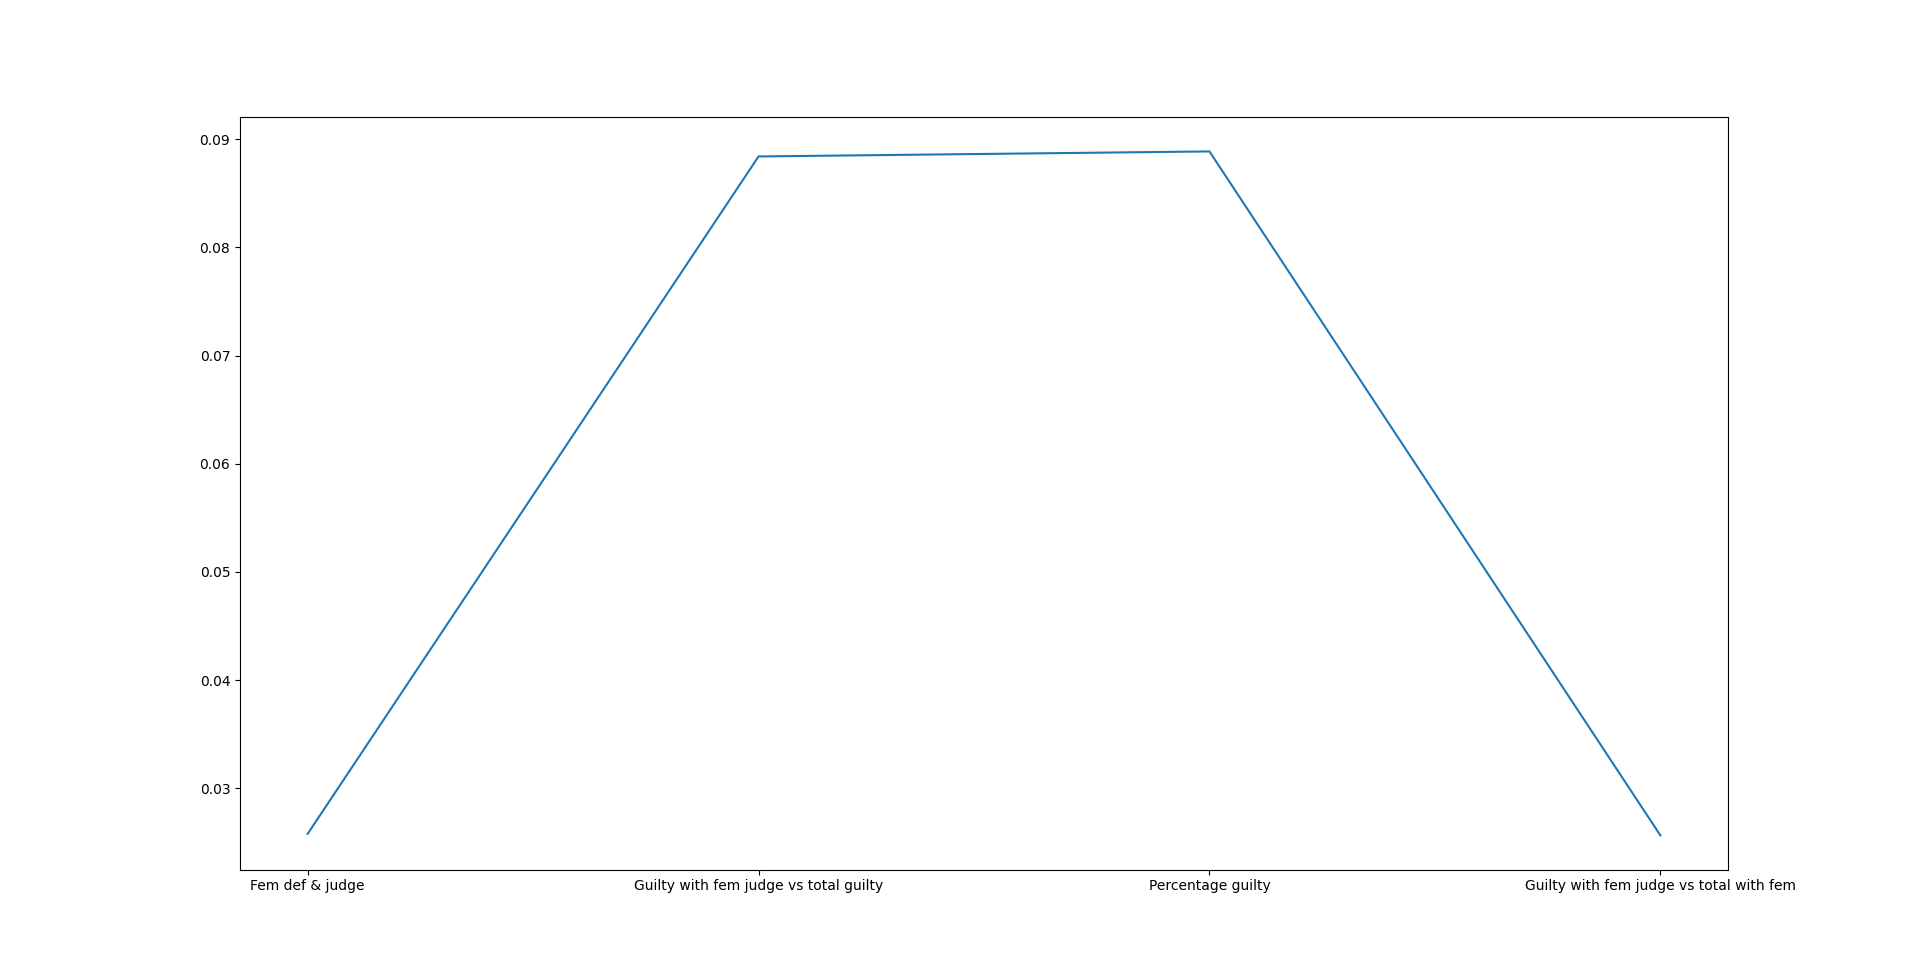 0.09
0.08
0.07
0.06
0.05
0.04
0.03
Fem def & judge
Guilty with fem judge vs total guilty
Percentage guilty
Guilty with fem judge vs total with fem